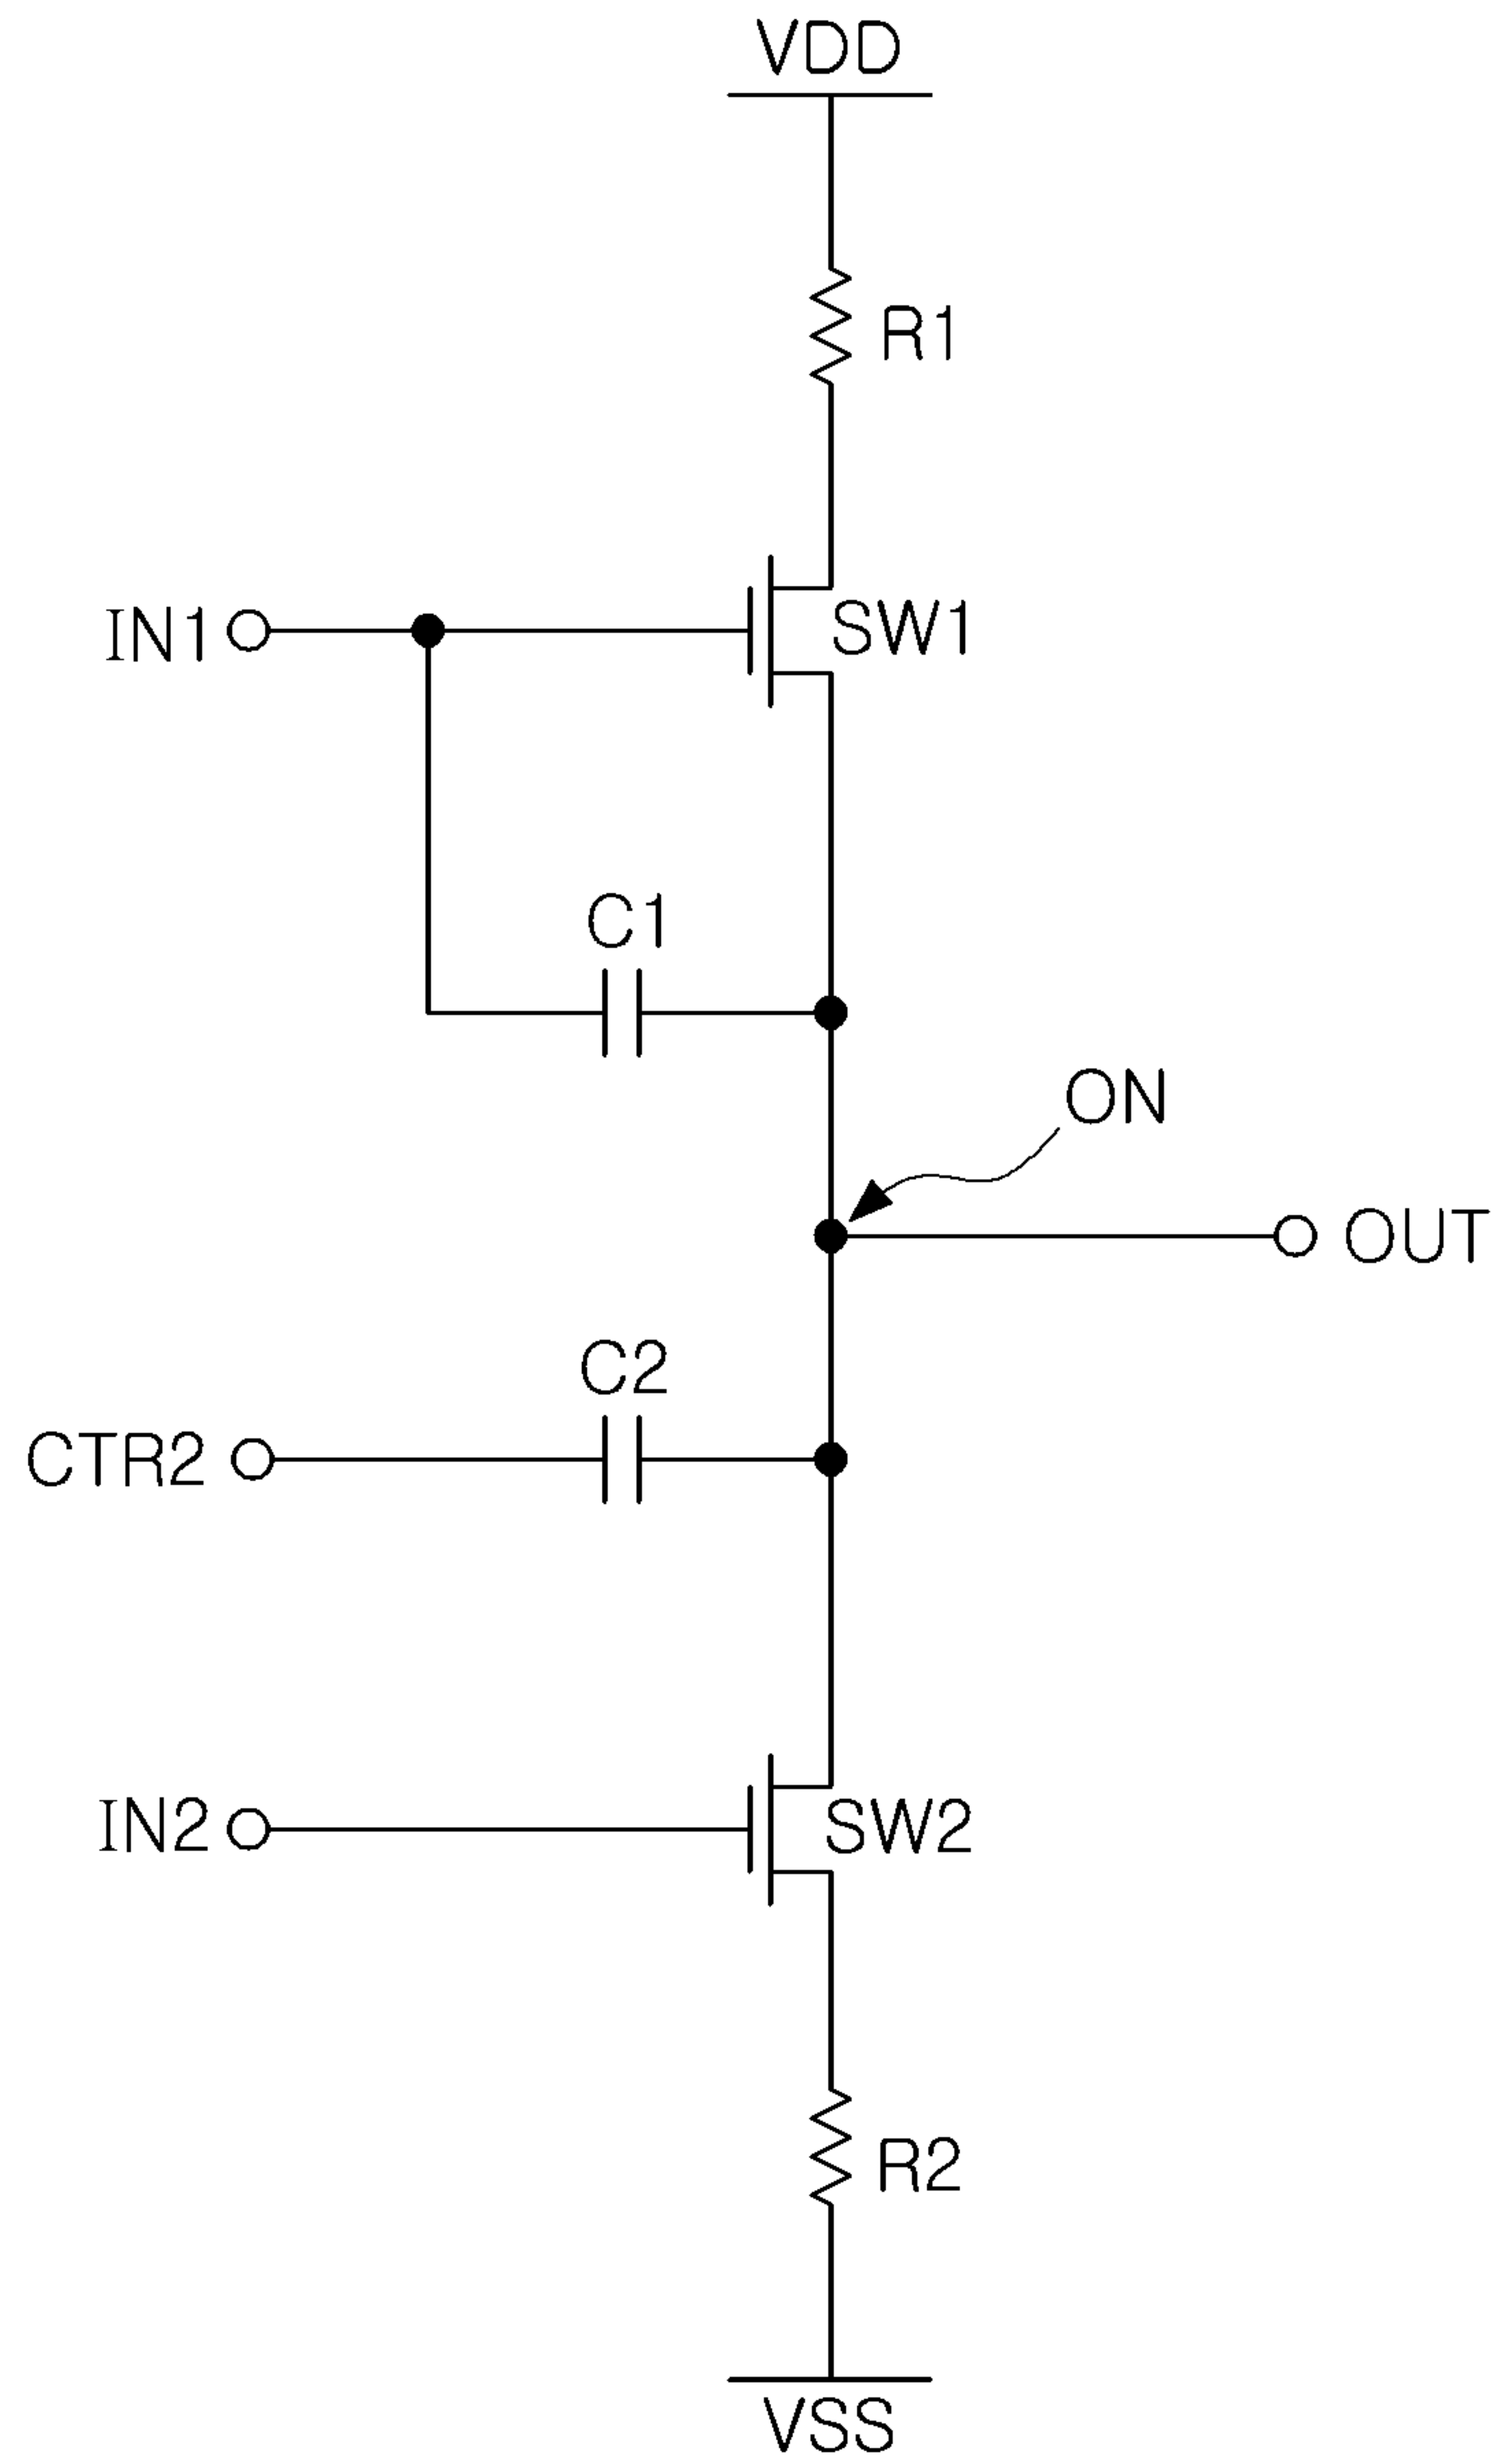 VDD
R1
IN1
SW1
C1
ON
OUT
C2
CTR2
IN2
SW2
R2
VSS